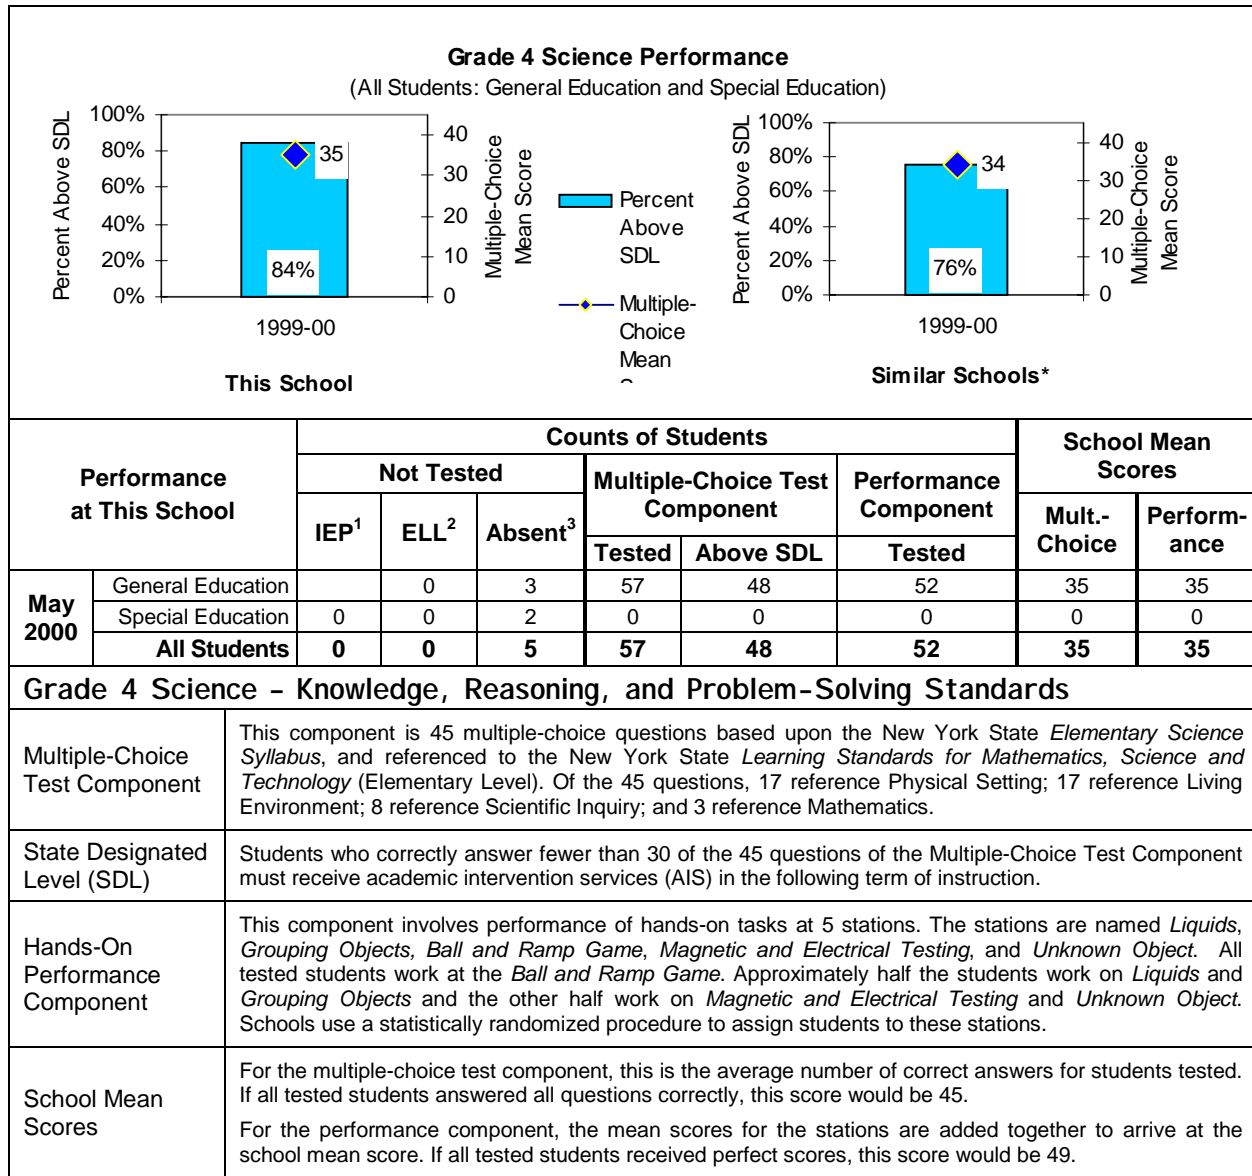 Grade 4 Science Performance
(All Students: General Education and Special Education)
Percent Above SDL
100%
80%
60%
40%
20%
0%
35
84%
40
30
20
10
0
Multiple-Choice
Mean Score
1999-00
This School
Percent
Above
SDL
Multiple-
Choice
Mean
Percent Above SDL
100%
80%
60%
40%
20%
0%
34
76%
40
30
20
10
0
Multiple-Choice
Mean Score
1999-00
Similar Schools*
Performance
at This School
Counts of Students
School Mean
Scores
Not Tested
Multiple-Choice Test
Component
Performance
Component
IEP1 ELL2 Absent3
Tested Above SDL Tested
Mult.-
Choice
Perform-
ance
May
2000
General Education 0 3 57 48 52 35 35
Special Education 0 0 2 0 0 0 0 0
All Students 0 0 5 57 48 52 35 35
Grade 4 Science – Knowledge, Reasoning, and Problem-Solving Standards
Multiple-Choice
Test Component
This component is 45 multiple-choice questions based upon the New York State Elementary Science
Syllabus, and referenced to the New York State Learning Standards for Mathematics, Science and
Technology (Elementary Level). Of the 45 questions, 17 reference Physical Setting; 17 reference Living
Environment; 8 reference Scientific Inquiry; and 3 reference Mathematics.
State Designated
Level (SDL)
Students who correctly answer fewer than 30 of the 45 questions of the Multiple-Choice Test Component
must receive academic intervention services (AIS) in the following term of instruction.
Hands-On
Performance
Component
This component involves performance of hands-on tasks at 5 stations. The stations are named Liquids,
Grouping Objects, Ball and Ramp Game, Magnetic and Electrical Testing, and Unknown Object. All
tested students work at the Ball and Ramp Game. Approximately half the students work on Liquids and
Grouping Objects and the other half work on Magnetic and Electrical Testing and Unknown Object.
Schools use a statistically randomized procedure to assign students to these stations.
School Mean
Scores
For the multiple-choice test component, this is the average number of correct answers for students tested.
If all tested students answered all questions correctly, this score would be 45.
For the performance component, the mean scores for the stations are added together to arrive at the
school mean score. If all tested students received perfect scores, this score would be 49.